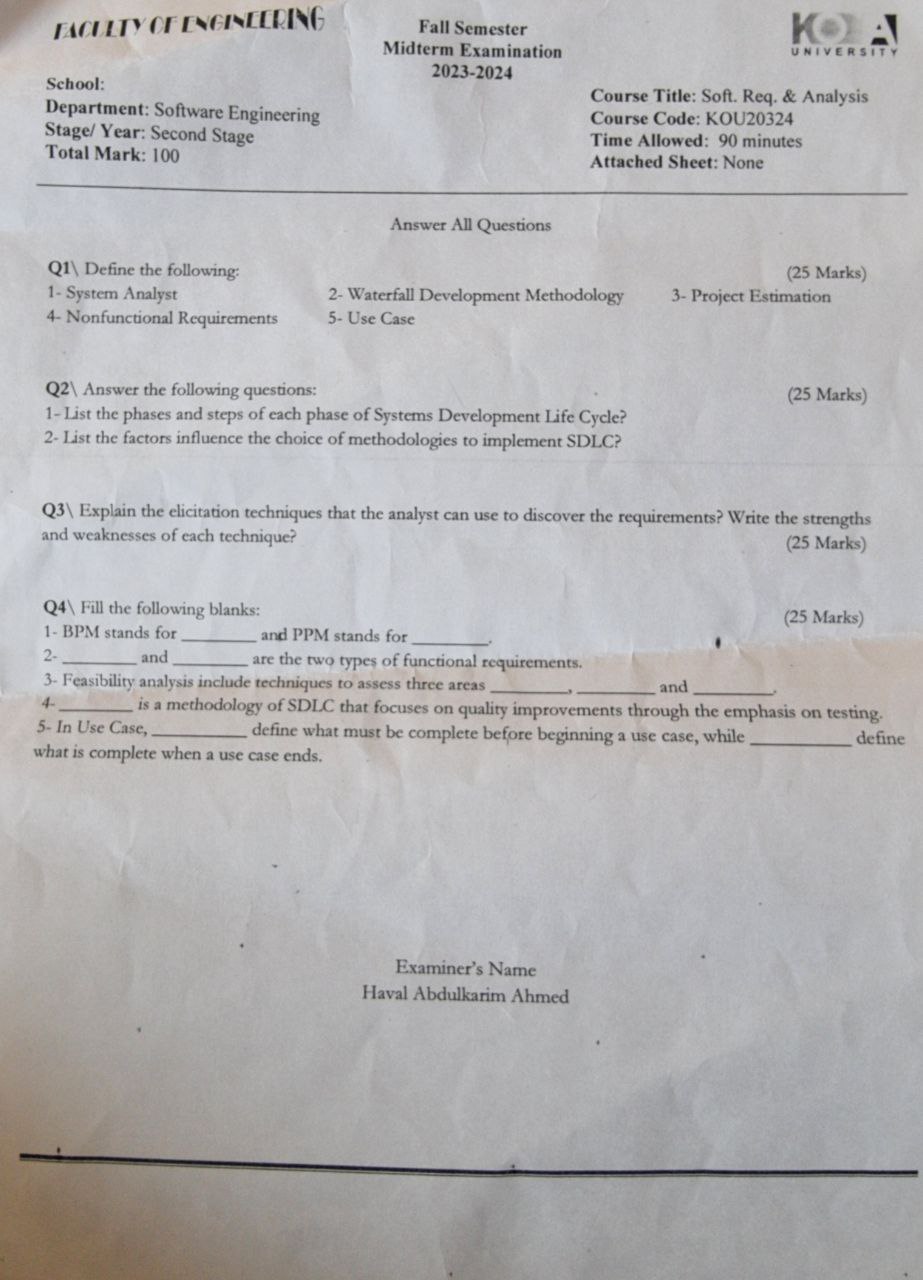 FACULTY OF ENGINEERING
Fall Semester
Midterm Examination
2023-2024
UNIVERSITY
School:
Department: Software Engineering
Stage/ Year: Second Stage
Total Mark: 100
Course Title: Soft. Req. & Analysis
Course Code: KOU20324
Time Allowed: 90 minutes
Attached Sheet: None
Answer All Questions
Q1\ Define the following: (25 Marks)
1- System Analyst 2- Waterfall Development Methodology 3- Project Estimation
4- Nonfunctional Requirements 5- Use Case
Q2\ Answer the following questions: (25 Marks)
1- List the phases and steps of each phase of Systems Development Life Cycle?
2- List the factors influence the choice of methodologies to implement SDLC?
Q3\ Explain the elicitation techniques that the analyst can use to discover the requirements? Write the strengths
and weaknesses of each technique? (25 Marks)
Q4\ Fill the following blanks: (25 Marks)
1- BPM stands for ________ and PPM stands for ________.
2- ________ and ________ are the two types of functional requirements.
3- Feasibility analysis include techniques to assess three areas ________, ________ and ________.
4- ________ is a methodology of SDLC that focuses on quality improvements through the emphasis on testing.
5- In Use Case, __________ define what must be complete before beginning a use case, while __________ define
what is complete when a use case ends.
Examiner's Name
Haval Abdulkarim Ahmed